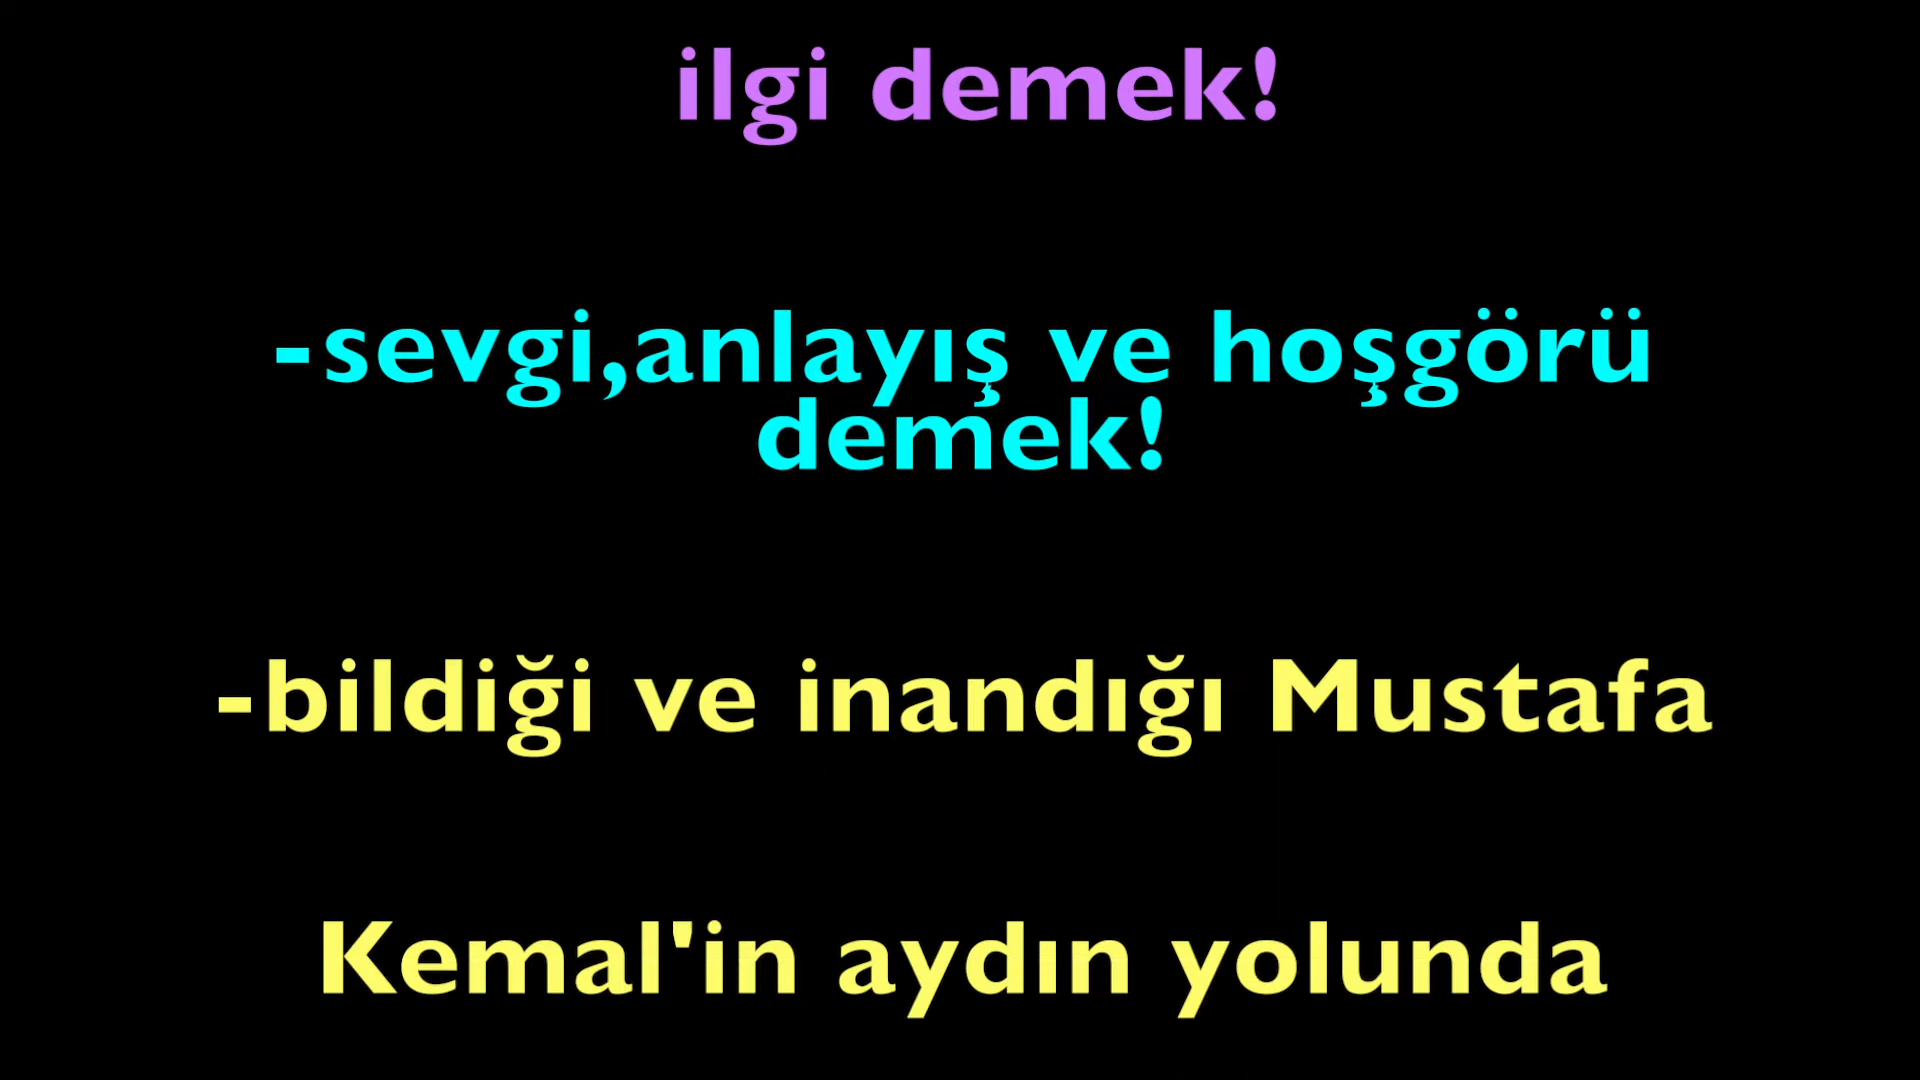 ilgi demek!
-sevgi,anlayış ve hoşgörü
demek!
-bildiği ve inandığı Mustafa
Kemal'in aydın yolunda